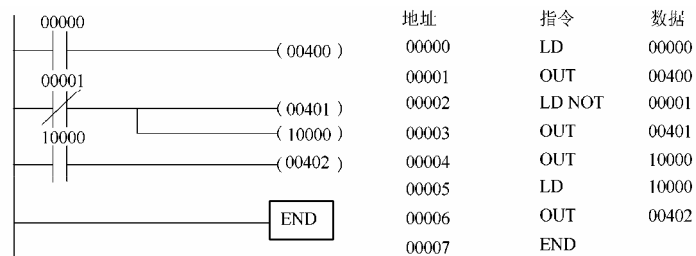 00000
( 00400 )
00001
( 00401 )
( 10000 )
10000
( 00402 )
END
地址 指令 数据
00000 LD 00000
00001 OUT 00400
00002 LD NOT 00001
00003 OUT 00401
00004 OUT 10000
00005 LD 10000
00006 OUT 00402
00007 END